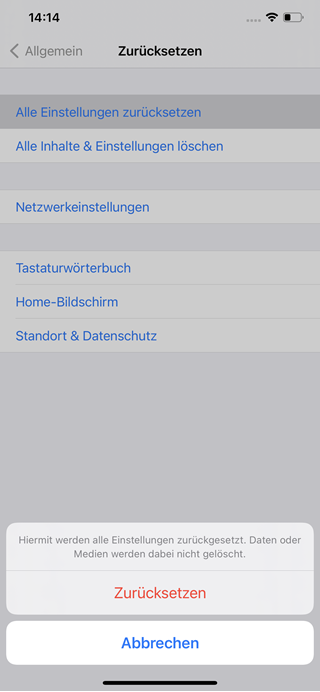 14:14
Allgemein
Zurücksetzen
Alle Einstellungen zurücksetzen
Alle Inhalte & Einstellungen löschen
Netzwerkeinstellungen
Tastaturwörterbuch
Home-Bildschirm
Standort & Datenschutz
Hiermit werden alle Einstellungen zurückgesetzt. Daten oder
Medien werden dabei nicht gelöscht.
Zurücksetzen
Abbrechen